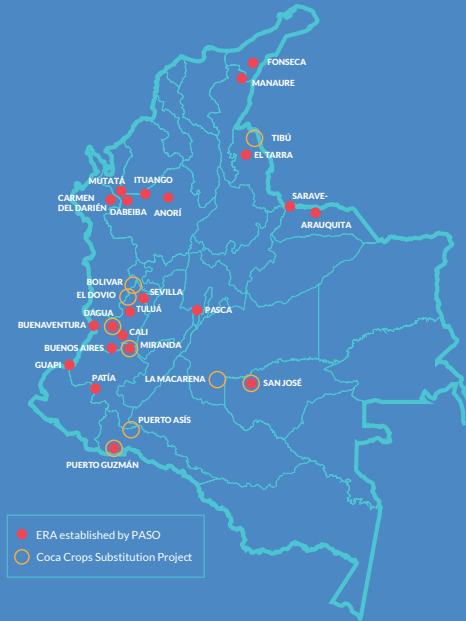 FONSECA
MANAURE
TIBÚ
EL TARRA
MUTATÁ
ITUANGO
CARMEN
DEL DARIÉN
DABEIBA
ANORÍ
SARAVE-
ARAUQUITA
BOLIVAR
EL DOVIO
SEVILLA
DAGUA
TULUÁ
PASCA
BUENAVENTURA
CALI
BUENOS AIRES
MIRANDA
GUAPI
PATÍA
LA MACARENA
SAN JOSÉ
PUERTO ASÍS
PUERTO GUZMÁN
ERA established by PASO
Coca Crops Substitution Project